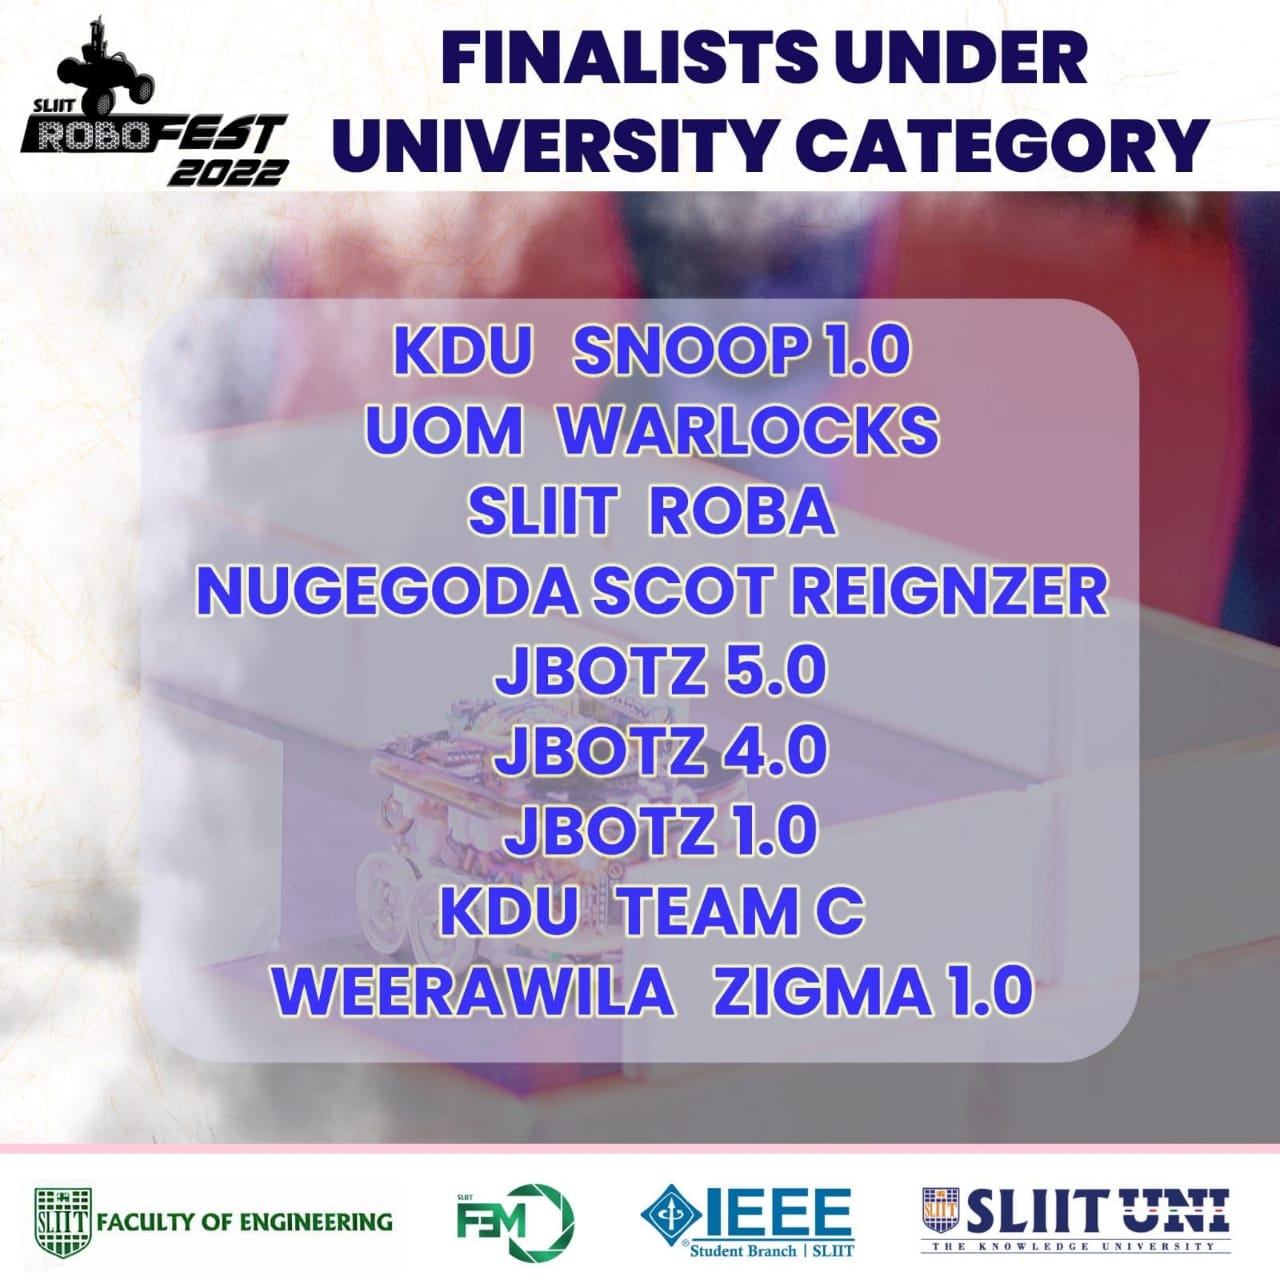 SLIIT
ROBOFEST
2022
FINALISTS UNDER
UNIVERSITY CATEGORY
KDU SNOOP 1.0
UOM WARLOCKS
SLIIT ROBA
NUGEGODA SCOT REIGNZER
JBOTZ 5.0
JBOTZ 4.0
JBOTZ 1.0
KDU TEAM C
WEERAWILA ZIGMA 1.0
SLIIT FACULTY OF ENGINEERING
SLIIT
FEM
IEEE
Student Branch | SLIIT
SLIIT SLIIT UNI
THE KNOWLEDGE UNIVERSITY